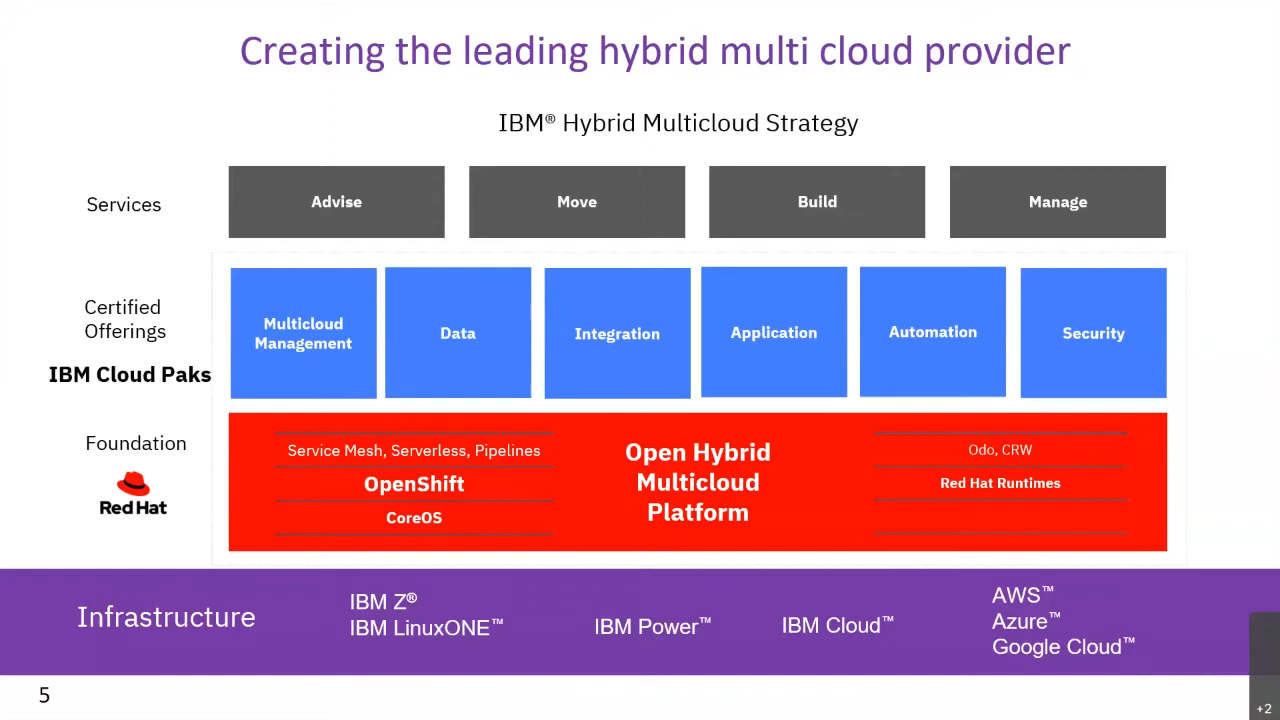 Creating the leading hybrid multi cloud provider
IBM® Hybrid Multicloud Strategy
Services
Advise
Move
Build
Manage
Certified
Offerings
IBM Cloud Paks
Multicloud
Management
Data
Integration
Application
Automation
Security
Foundation
Red Hat
Service Mesh, Serverless, Pipelines
OpenShift
CoreOS
Open Hybrid
Multicloud
Platform
Odo, CRW
Red Hat Runtimes
Infrastructure
IBM Z®
IBM LinuxONE™
IBM Power™
IBM Cloud™
AWS™
Azure™
Google Cloud™
5
+2